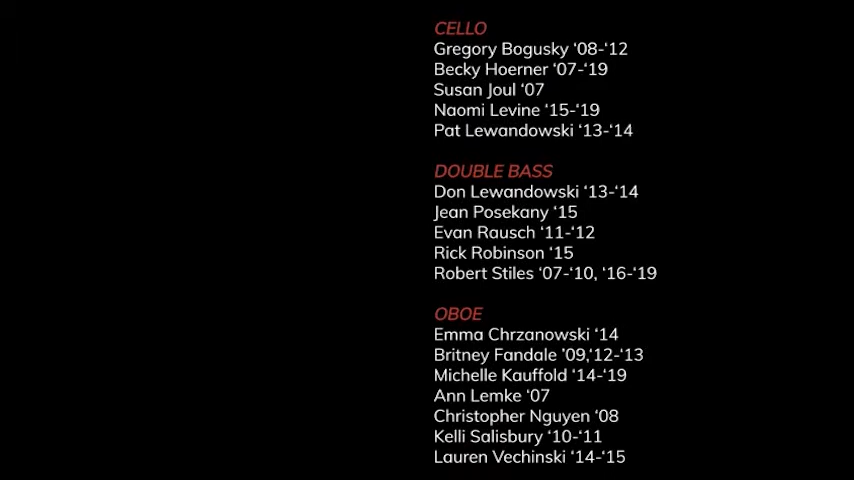 CELLO
Gregory Bogusky ‘08-‘12
Becky Hoerner ‘07-‘19
Susan Joul ‘07
Naomi Levine ‘15-‘19
Pat Lewandowski ‘13-‘14
DOUBLE BASS
Don Lewandowski ‘13-‘14
Jean Posekany ‘15
Evan Rausch ‘11-‘12
Rick Robinson ‘15
Robert Stiles ‘07-‘10, ‘16-‘19
OBOE
Emma Chrzanowski ‘14
Britney Fandale ’09,‘12-‘13
Michelle Kauffold ‘14-‘19
Ann Lemke ‘07
Christopher Nguyen ‘08
Kelli Salisbury ‘10-‘11
Lauren Vechinski ‘14-‘15